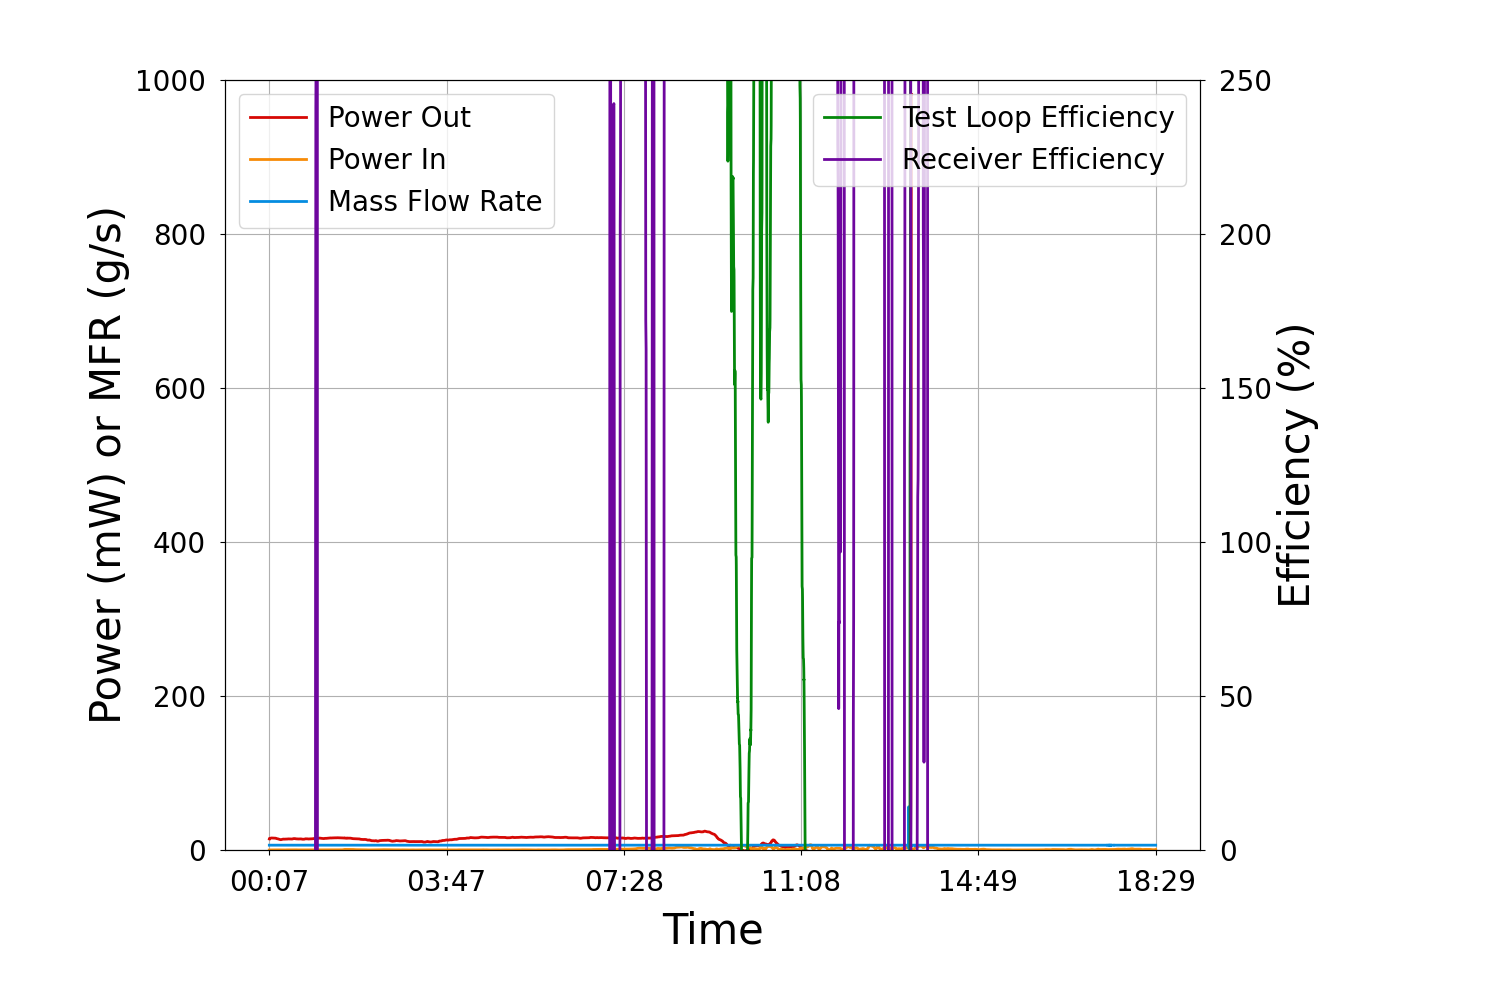 1000
800
600
400
200
0
Power (mW) or MFR (g/s)
Power Out
Power In
Mass Flow Rate
Test Loop Efficiency
Receiver Efficiency
250
200
150
100
50
0
Efficiency (%)
00:07 03:47 07:28 11:08 14:49 18:29
Time